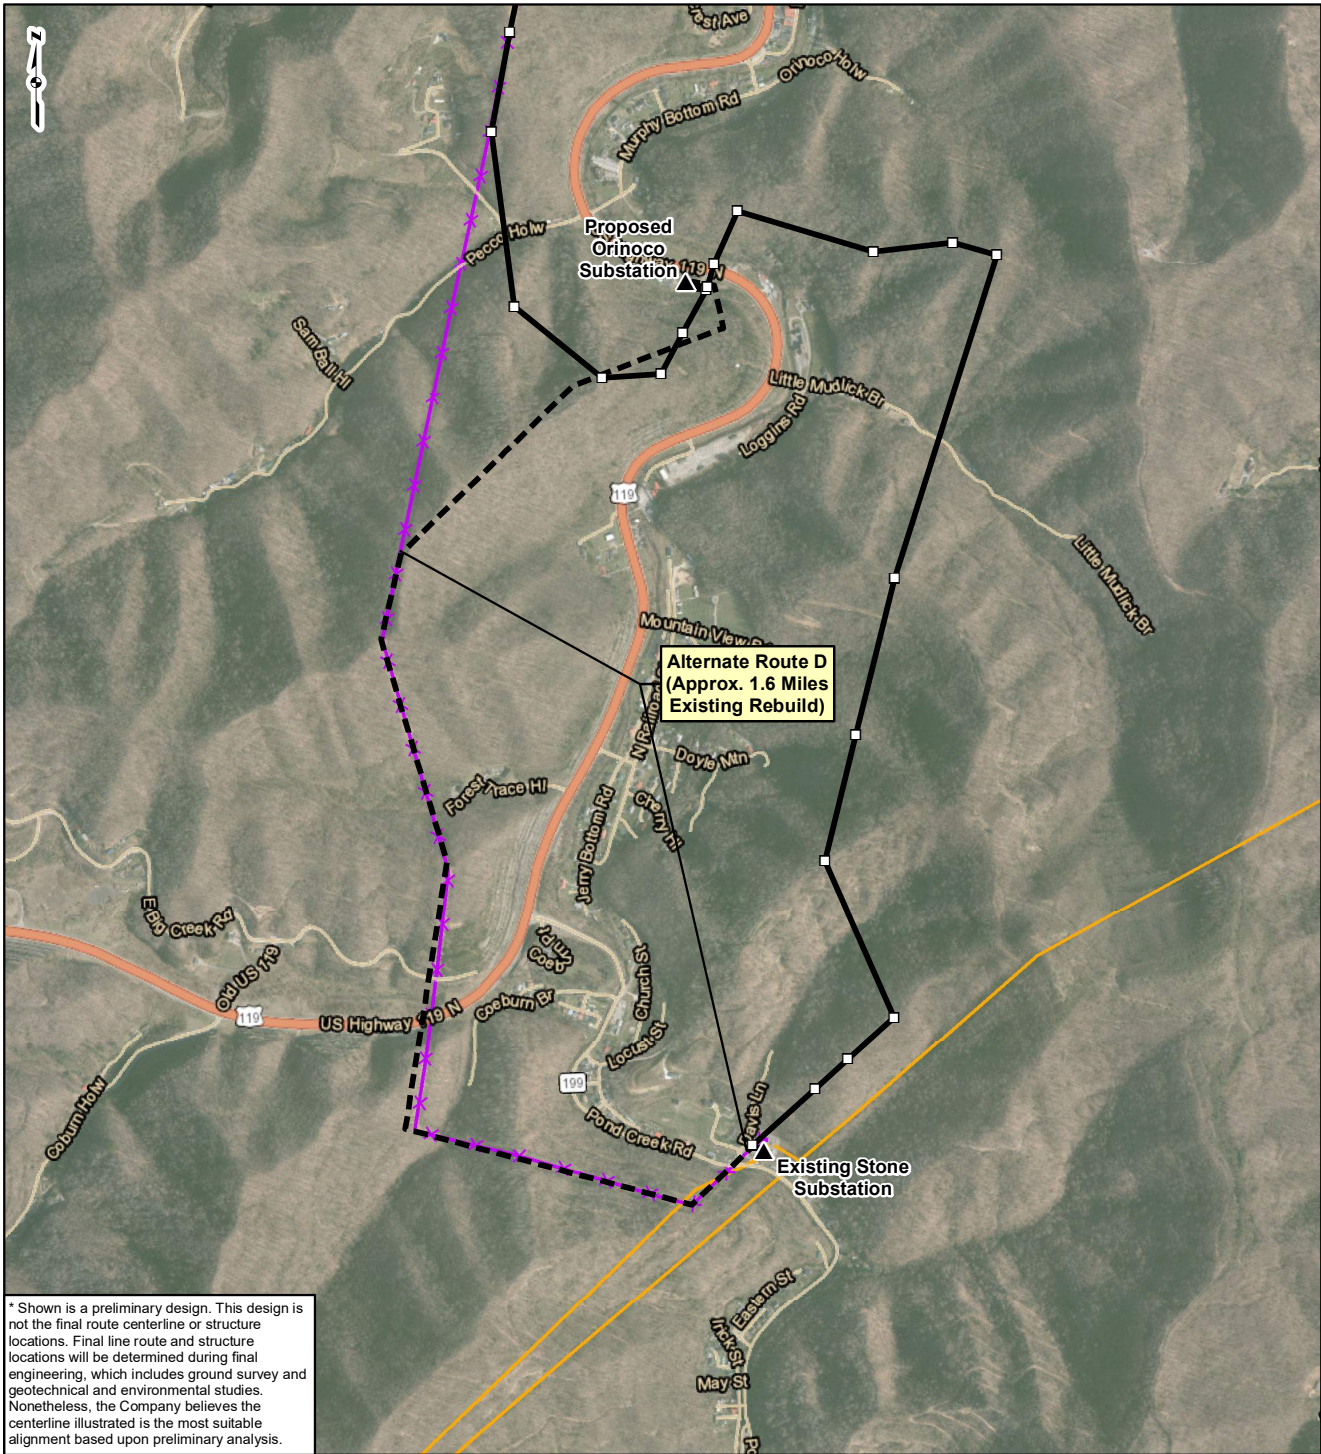 N
rest Ave
Orinoco Holw
Murphy Bottom Rd
Pecco Holw
Proposed
Orinoco
Substation
119 N
Sam Ball Hl
Little Mudlick Br
Loggins Rd
119
Little Mudlick Br
Mountain View
Alternate Route D
(Approx. 1.6 Miles
Existing Rebuild)
Doyle Mtn
Forest Trace Hl
Cherry Hl
Jerry Bottom Rd
E Big Creek Rd
Old US 119
119
US Highway 119 N
Coeburn Br
Church St
Locust St
199
Coburn Holw
Pond Creek Rd
Davis Ln
Existing Stone
Substation
Eastern St
Irick St
May St
* Shown is a preliminary design. This design is
not the final route centerline or structure
locations. Final line route and structure
locations will be determined during final
engineering, which includes ground survey and
geotechnical and environmental studies.
Nonetheless, the Company believes the
centerline illustrated is the most suitable
alignment based upon preliminary analysis.